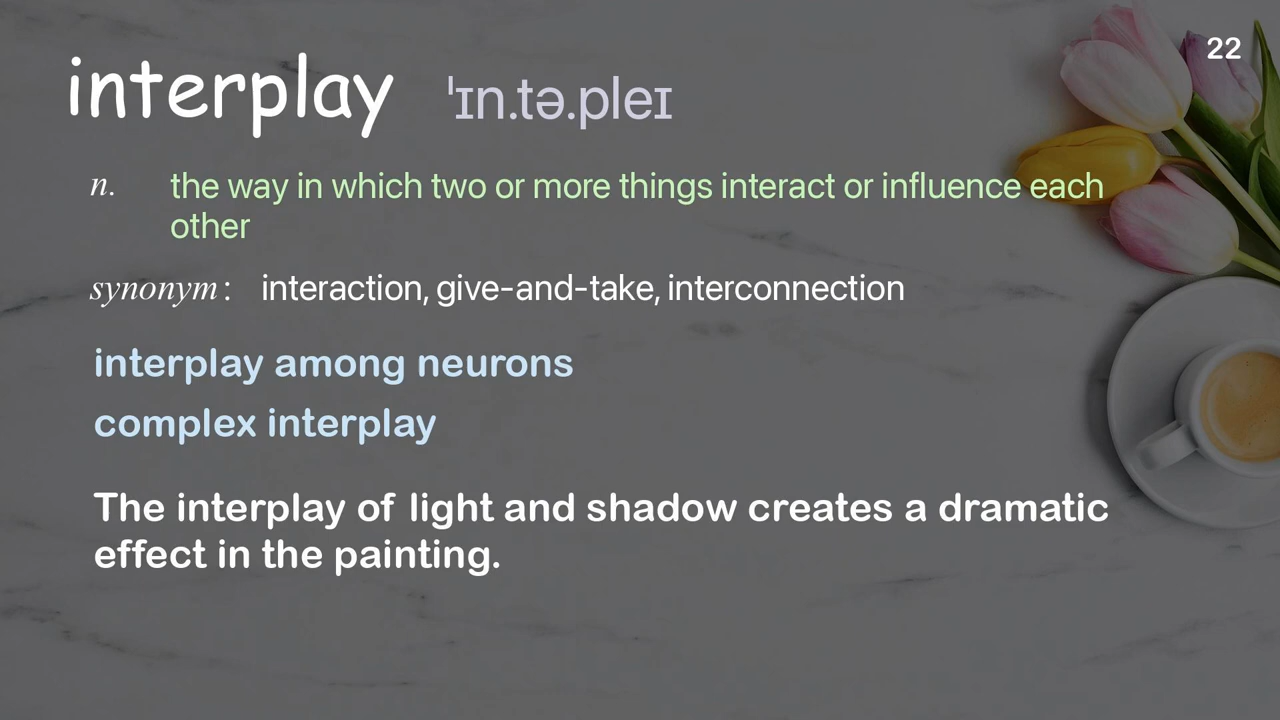 22
interplay ˈɪn.tə.pleɪ
n. the way in which two or more things interact or influence each
other
synonym: interaction, give-and-take, interconnection
interplay among neurons
complex interplay
The interplay of light and shadow creates a dramatic
effect in the painting.